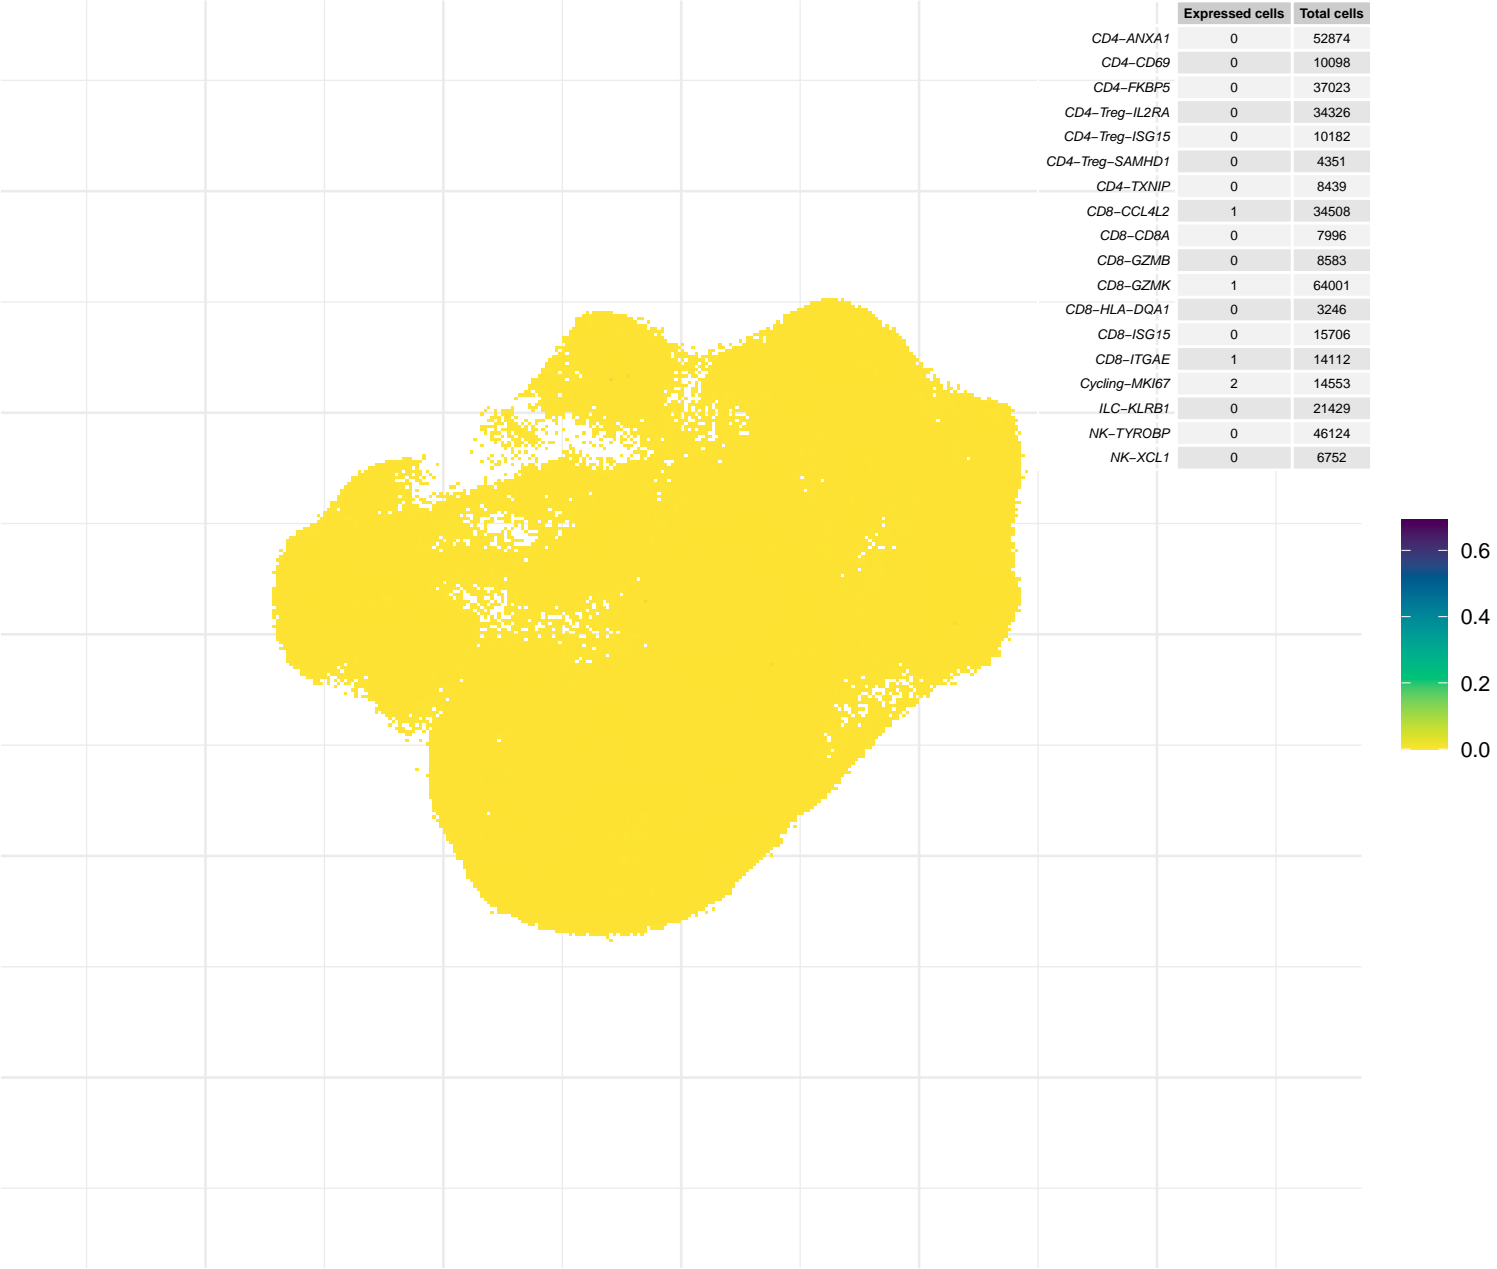 Expressed cells Total cells
CD4−ANXA1 0 52874
CD4−CD69 0 10098
CD4−FKBP5 0 37023
CD4−Treg−IL2RA 0 34326
CD4−Treg−ISG15 0 10182
CD4−Treg−SAMHD1 0 4351
CD4−TXNIP 0 8439
CD8−CCL4L2 1 34508
CD8−CD8A 0 7996
CD8−GZMB 0 8583
CD8−GZMK 1 64001
CD8−HLA−DQA1 0 3246
CD8−ISG15 0 15706
CD8−ITGAE 1 14112
Cycling−MKI67 2 14553
ILC−KLRB1 0 21429
NK−TYROBP 0 46124
NK−XCL1 0 6752
0.6
0.4
0.2
0.0